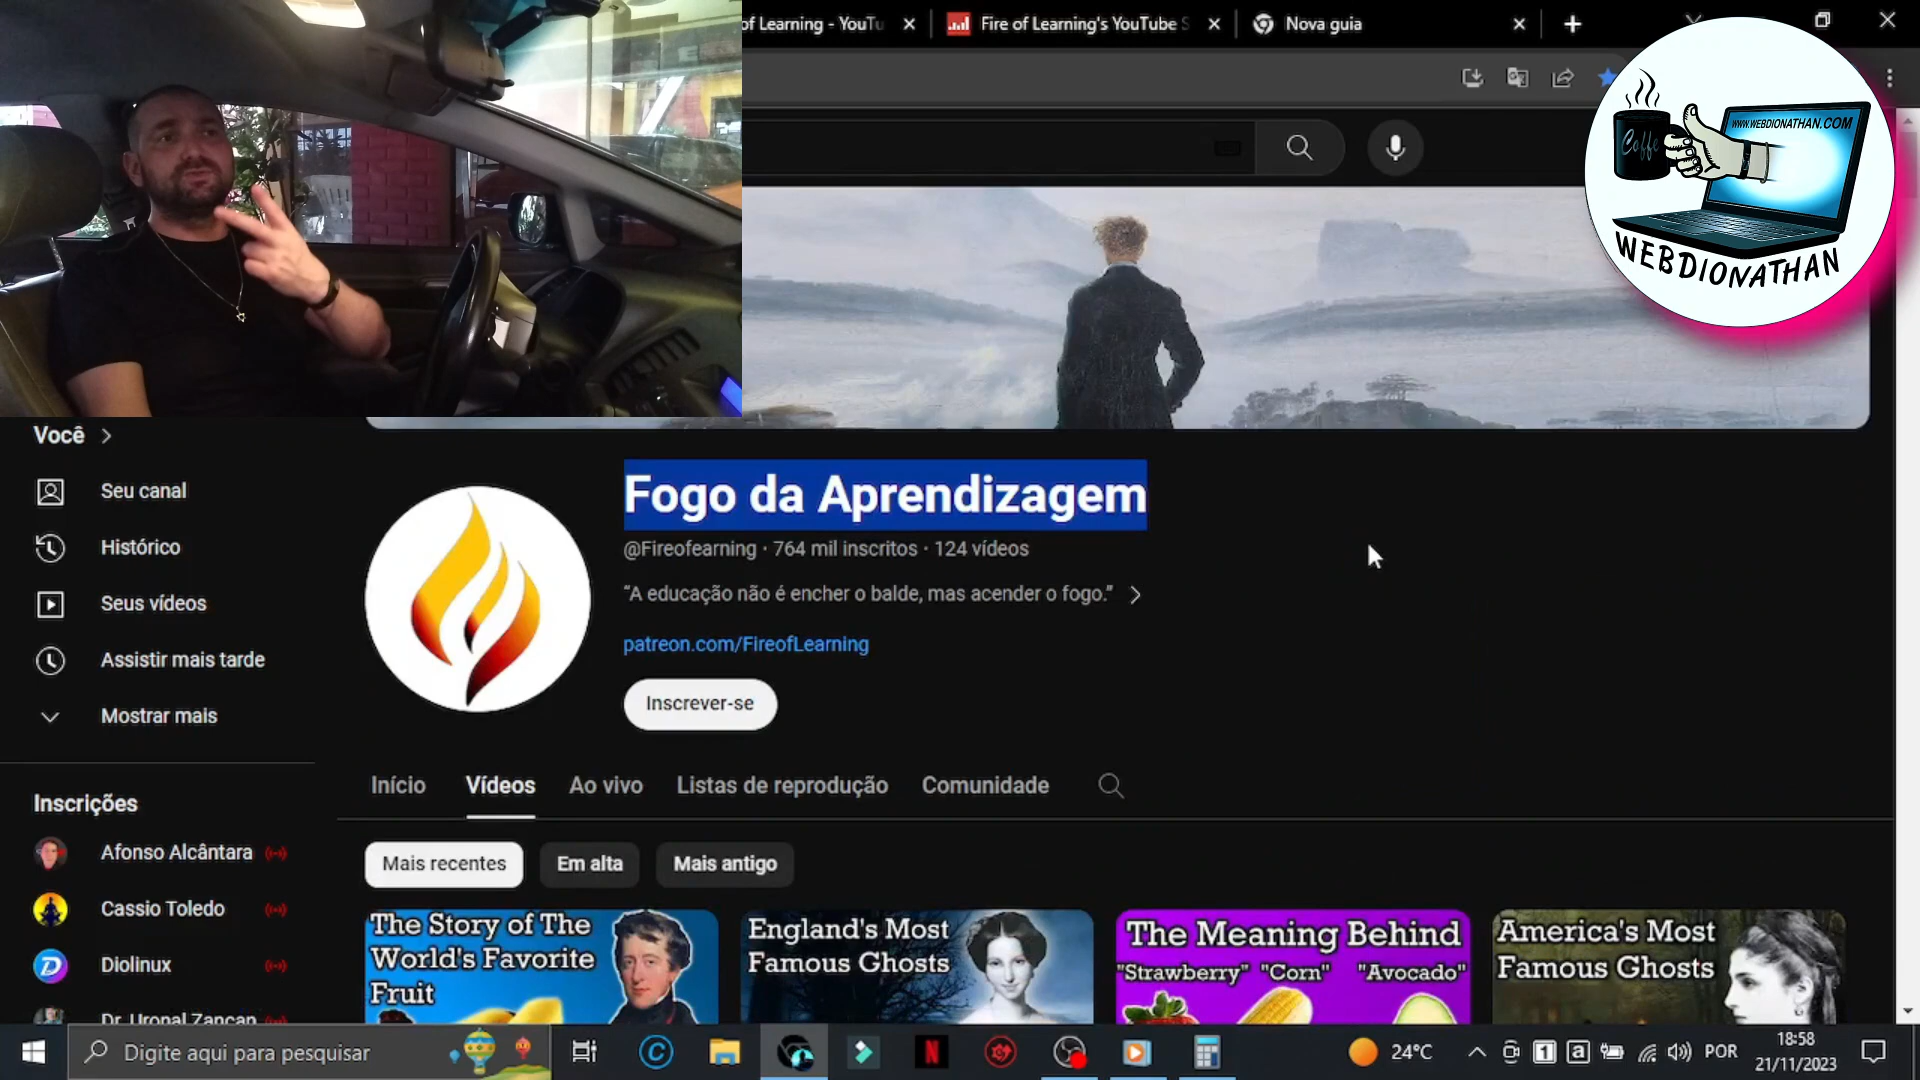 of Learning - YouTu
Fire of Learning's YouTube S
Nova guia
Coffe
WWW.WEBDIONATHAN.COM
WEBDIONATHAN
Você
Seu canal
Histórico
Seus vídeos
Assistir mais tarde
Mostrar mais
Inscrições
Afonso Alcântara
Cassio Toledo
Diolinux
Dr. Uronal Zancan
Fogo da Aprendizagem
@Fireofearning · 764 mil inscritos · 124 vídeos
“A educação não é encher o balde, mas acender o fogo.”
patreon.com/FireofLearning
Inscrever-se
Início
Vídeos
Ao vivo
Listas de reprodução
Comunidade
Mais recentes
Em alta
Mais antigo
The Story of The
World's Favorite
Fruit
England's Most
Famous Ghosts
The Meaning Behind
"Strawberry" "Corn" "Avocado"
America's Most
Famous Ghosts
Digite aqui para pesquisar
24°C
POR
18:58
21/11/2023